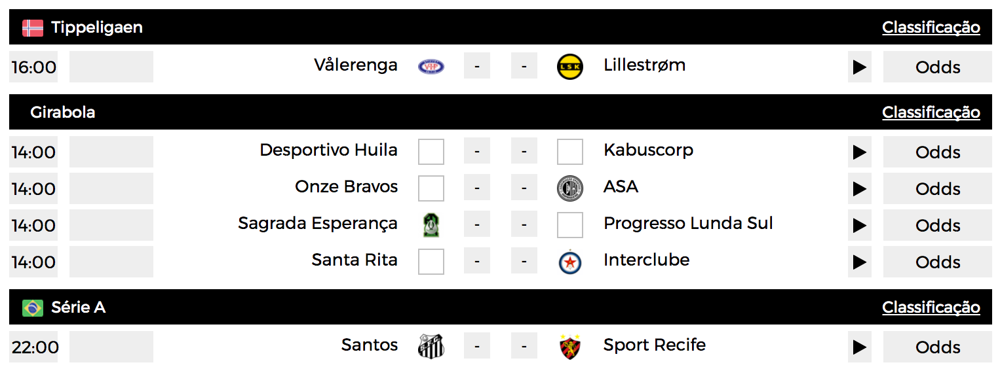 Tippeligaen Classificação
16:00 Vålerenga - - Lillestrøm Odds
Girabola Classificação
14:00 Desportivo Huila - - Kabuscorp Odds
14:00 Onze Bravos - - ASA Odds
14:00 Sagrada Esperança - - Progresso Lunda Sul Odds
14:00 Santa Rita - - Interclube Odds
Série A Classificação
22:00 Santos - - Sport Recife Odds